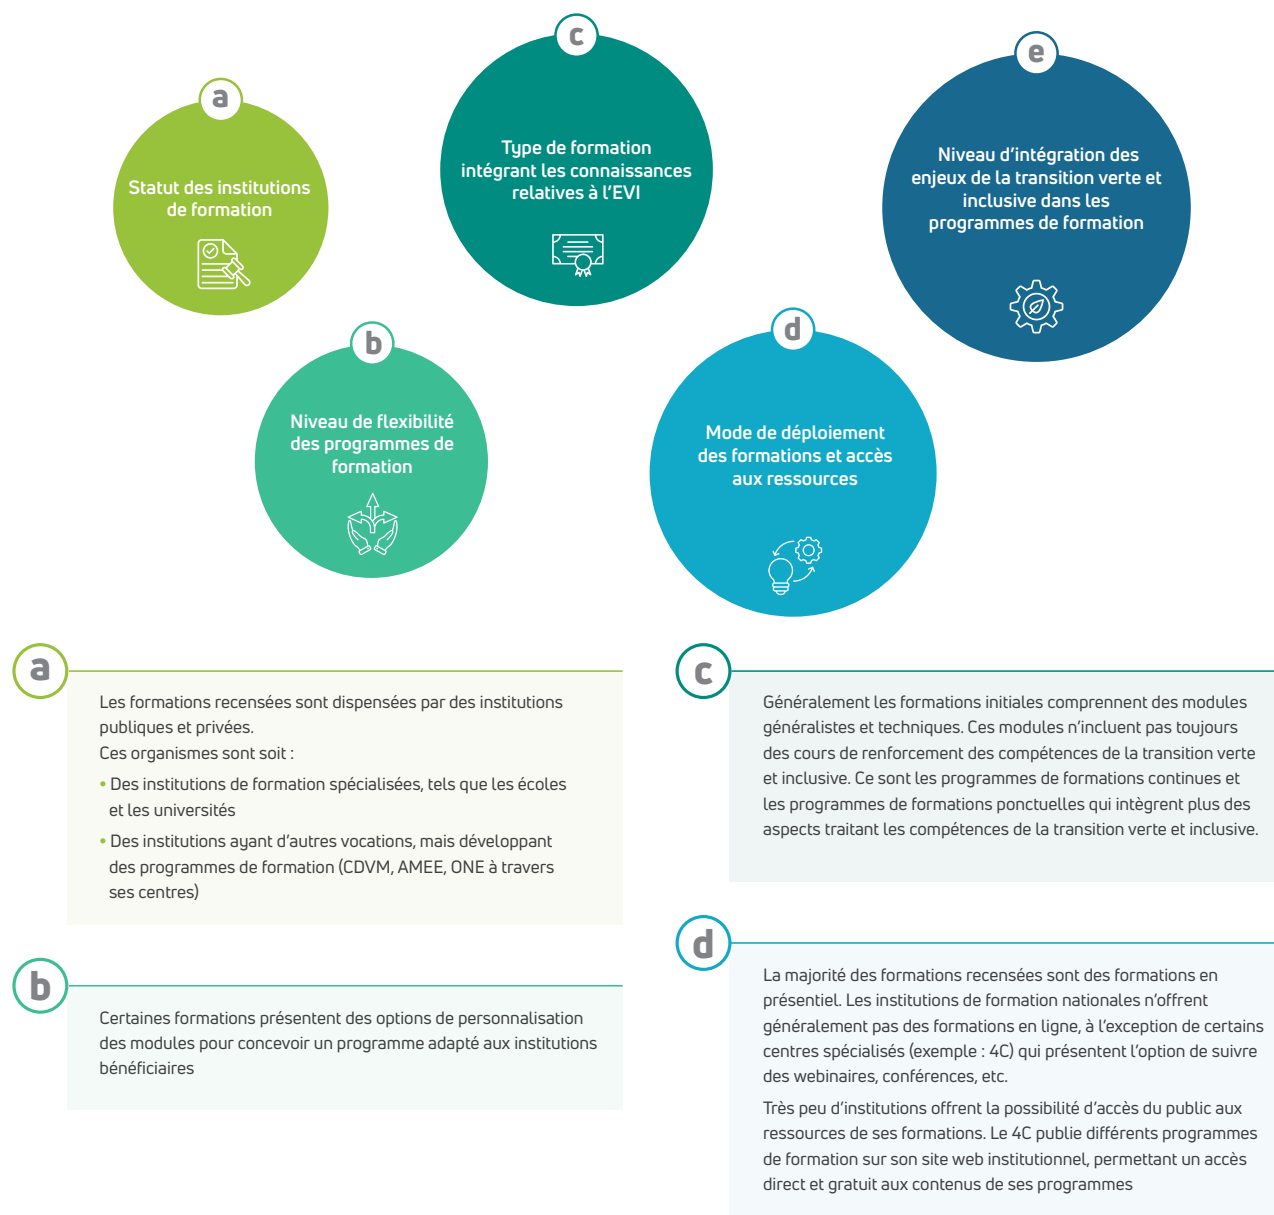 a
Statut des institutions
de formation
b
Niveau de flexibilité
des programmes de
formation
c
Type de formation
intégrant les connaissances
relatives à l'EVI
d
Mode de déploiement
des formations et accès
aux ressources
e
Niveau d'intégration des
enjeux de la transition verte et
inclusive dans les
programmes de formation
a
Les formations recensées sont dispensées par des institutions
publiques et privées.
Ces organismes sont soit :
• Des institutions de formation spécialisées, tels que les écoles
et les universités
• Des institutions ayant d'autres vocations, mais développant
des programmes de formation (CDVM, AMEE, ONE à travers
ses centres)
b
Certaines formations présentent des options de personnalisation
des modules pour concevoir un programme adapté aux institutions
bénéficiaires
c
Généralement les formations initiales comprennent des modules
généralistes et techniques. Ces modules n'incluent pas toujours
des cours de renforcement des compétences de la transition verte
et inclusive. Ce sont les programmes de formations continues et
les programmes de formations ponctuelles qui intègrent plus des
aspects traitant les compétences de la transition verte et inclusive.
d
La majorité des formations recensées sont des formations en
présentiel. Les institutions de formation nationales n'offrent
généralement pas des formations en ligne, à l'exception de certains
centres spécialisés (exemple : 4C) qui présentent l'option de suivre
des webinaires, conférences, etc.
Très peu d'institutions offrent la possibilité d'accès du public aux
ressources de ses formations. Le 4C publie différents programmes
de formation sur son site web institutionnel, permettant un accès
direct et gratuit aux contenus de ses programmes